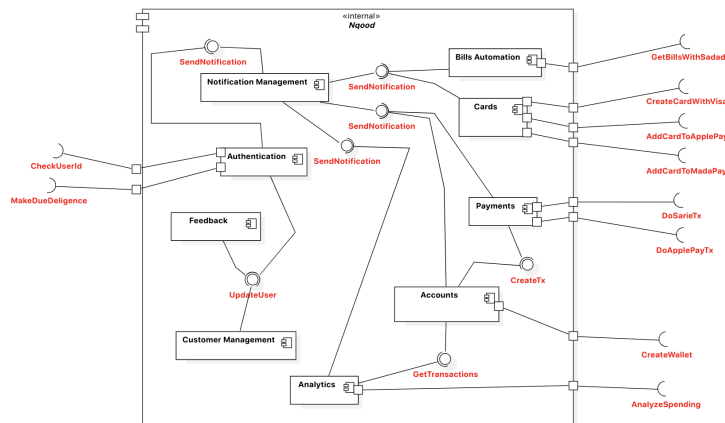 «internal»
Nqood
SendNotification
Bills Automation
GetBillsWithSadad
Notification Management
SendNotification
CreateCardWithVisa
Cards
SendNotification
AddCardToApplePay
SendNotification
Authentication
CheckUserId
AddCardToMadaPay
MakeDueDeligence
Payments
DoSarieTx
Feedback
DoApplePayTx
CreateTx
UpdateUser
Accounts
Customer Management
CreateWallet
GetTransactions
Analytics
AnalyzeSpending